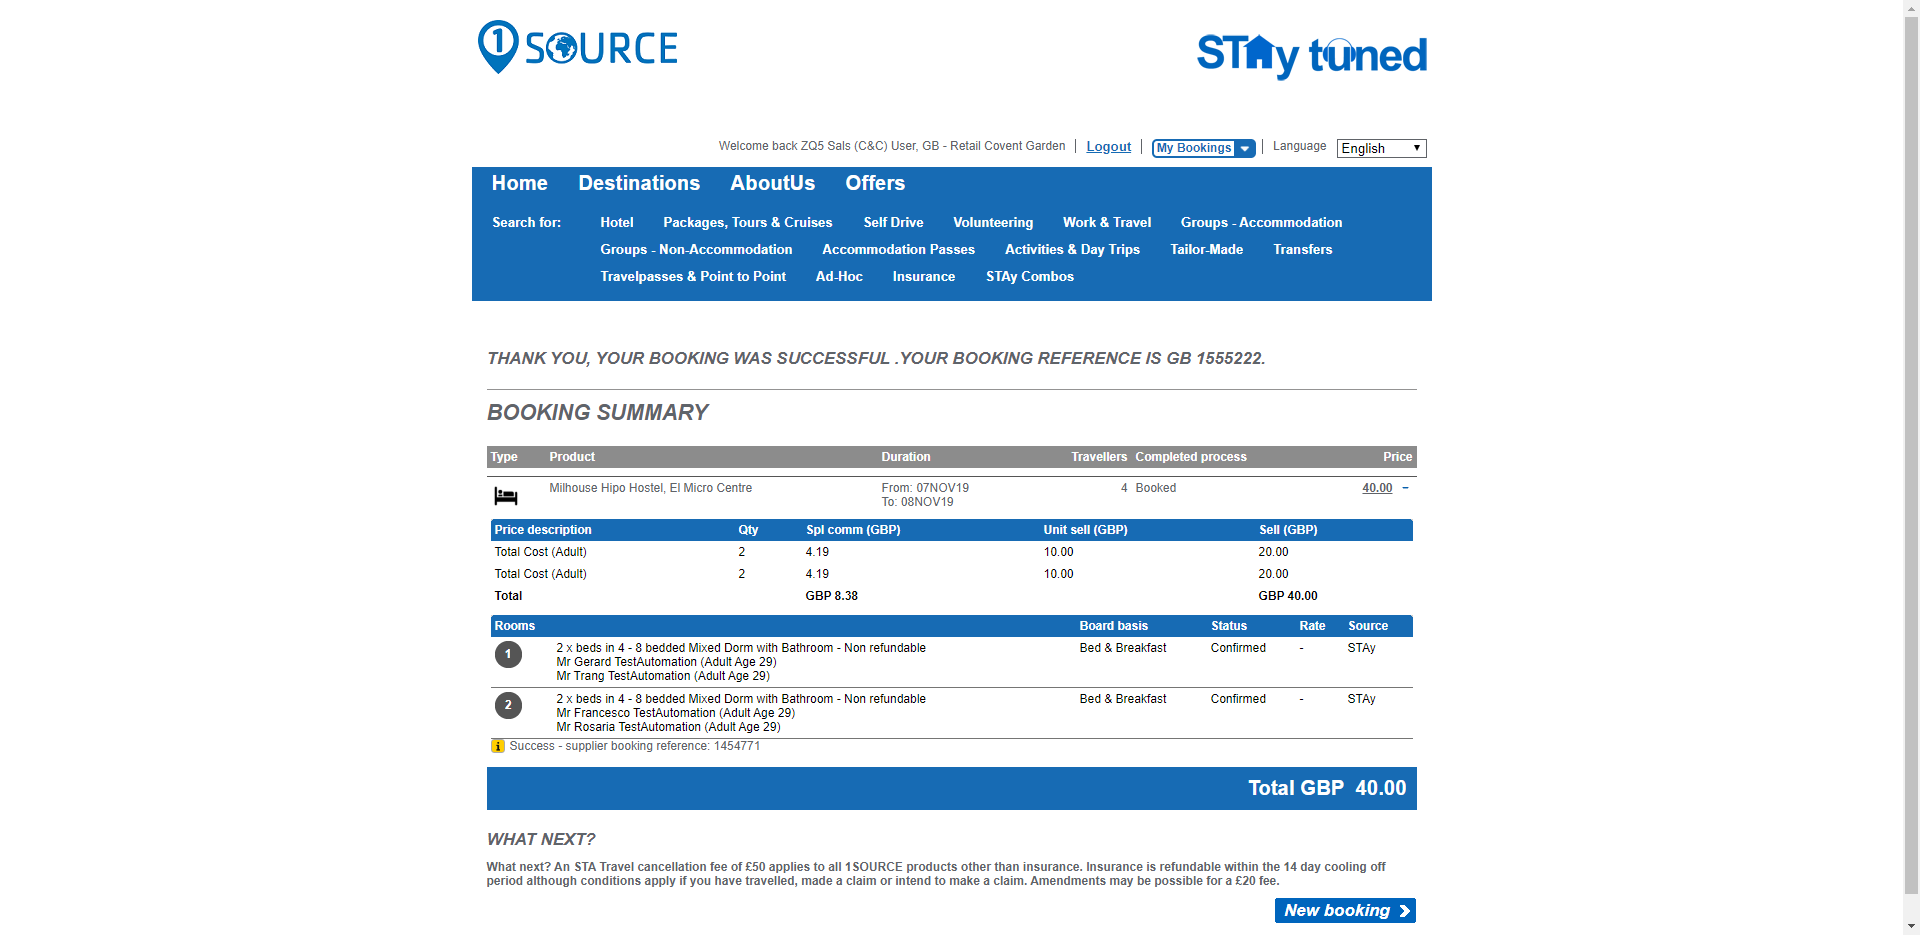 1 SOURCE
STAy tuned
Welcome back ZQ5 Sals (C&C) User, GB - Retail Covent Garden | Logout | My Bookings | Language English
Home Destinations AboutUs Offers
Search for: Hotel Packages, Tours & Cruises Self Drive Volunteering Work & Travel Groups - Accommodation
Groups - Non-Accommodation Accommodation Passes Activities & Day Trips Tailor-Made Transfers
Travelpasses & Point to Point Ad-Hoc Insurance STAy Combos
THANK YOU, YOUR BOOKING WAS SUCCESSFUL .YOUR BOOKING REFERENCE IS GB 1555222.
BOOKING SUMMARY
Type Product Duration Travellers Completed process Price
Milhouse Hipo Hostel, El Micro Centre From: 07NOV19 4 Booked 40.00 −
To: 08NOV19
Price description Qty Spl comm (GBP) Unit sell (GBP) Sell (GBP)
Total Cost (Adult) 2 4.19 10.00 20.00
Total Cost (Adult) 2 4.19 10.00 20.00
Total GBP 8.38 GBP 40.00
Rooms Board basis Status Rate Source
1 2 x beds in 4 - 8 bedded Mixed Dorm with Bathroom - Non refundable Bed & Breakfast Confirmed - STAy
Mr Gerard TestAutomation (Adult Age 29)
Mr Trang TestAutomation (Adult Age 29)
2 2 x beds in 4 - 8 bedded Mixed Dorm with Bathroom - Non refundable Bed & Breakfast Confirmed - STAy
Mr Francesco TestAutomation (Adult Age 29)
Mr Rosaria TestAutomation (Adult Age 29)
i Success - supplier booking reference: 1454771
Total GBP 40.00
WHAT NEXT?
What next? An STA Travel cancellation fee of £50 applies to all 1SOURCE products other than insurance. Insurance is refundable within the 14 day cooling off
period although conditions apply if you have travelled, made a claim or intend to make a claim. Amendments may be possible for a £20 fee.
New booking